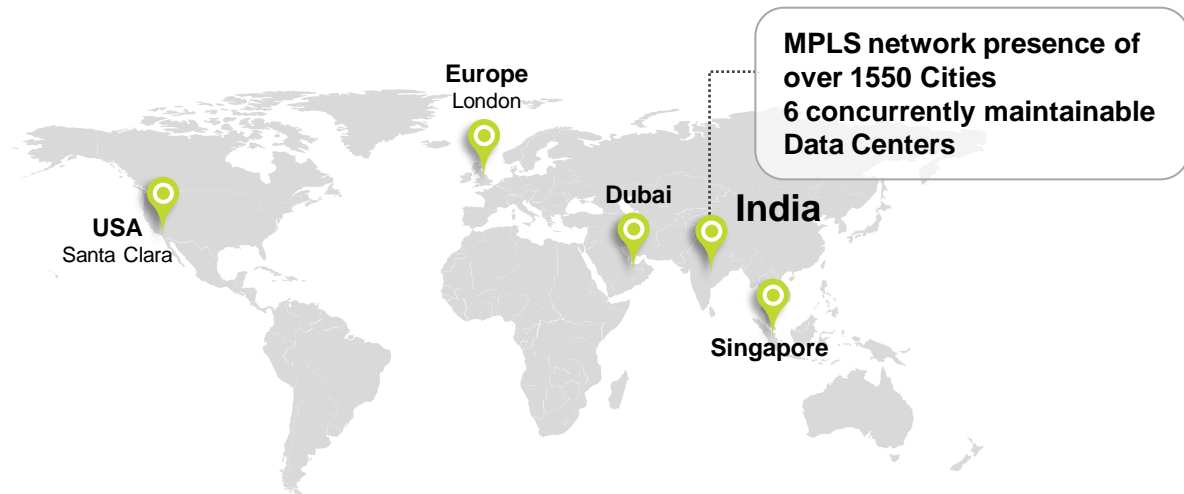 MPLS network presence of
over 1550 Cities
6 concurrently maintainable
Data Centers
Europe
London
Dubai
India
USA
Santa Clara
Singapore